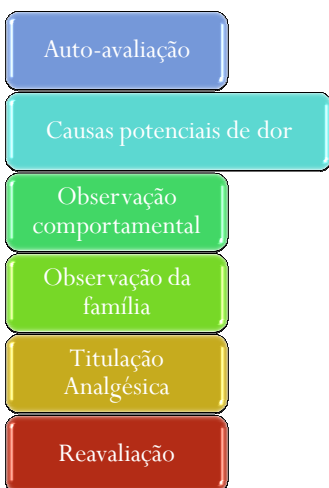 Auto-avaliação
Causas potenciais de dor
Observação
comportamental
Observação da
família
Titulação
Analgésica
Reavaliação